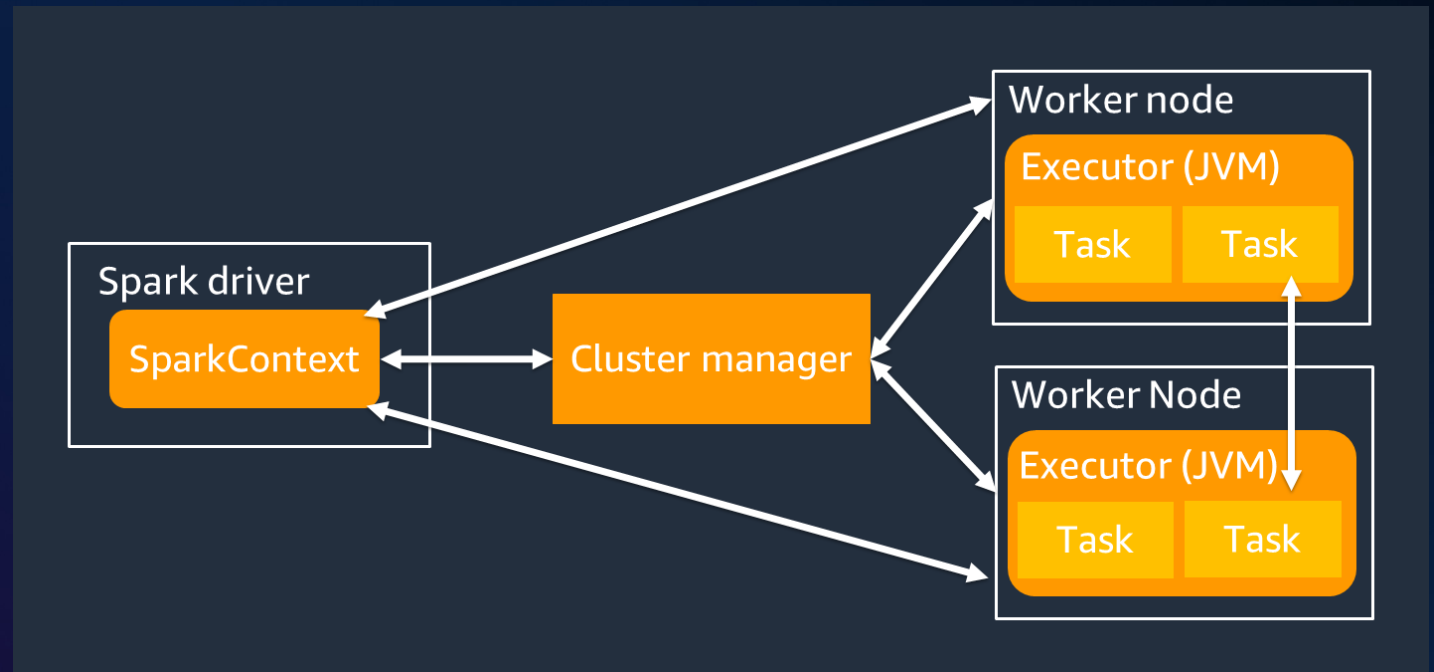 Spark driver
SparkContext
Cluster manager
Worker node
Executor (JVM)
Task Task
Worker Node
Executor (JVM)
Task Task